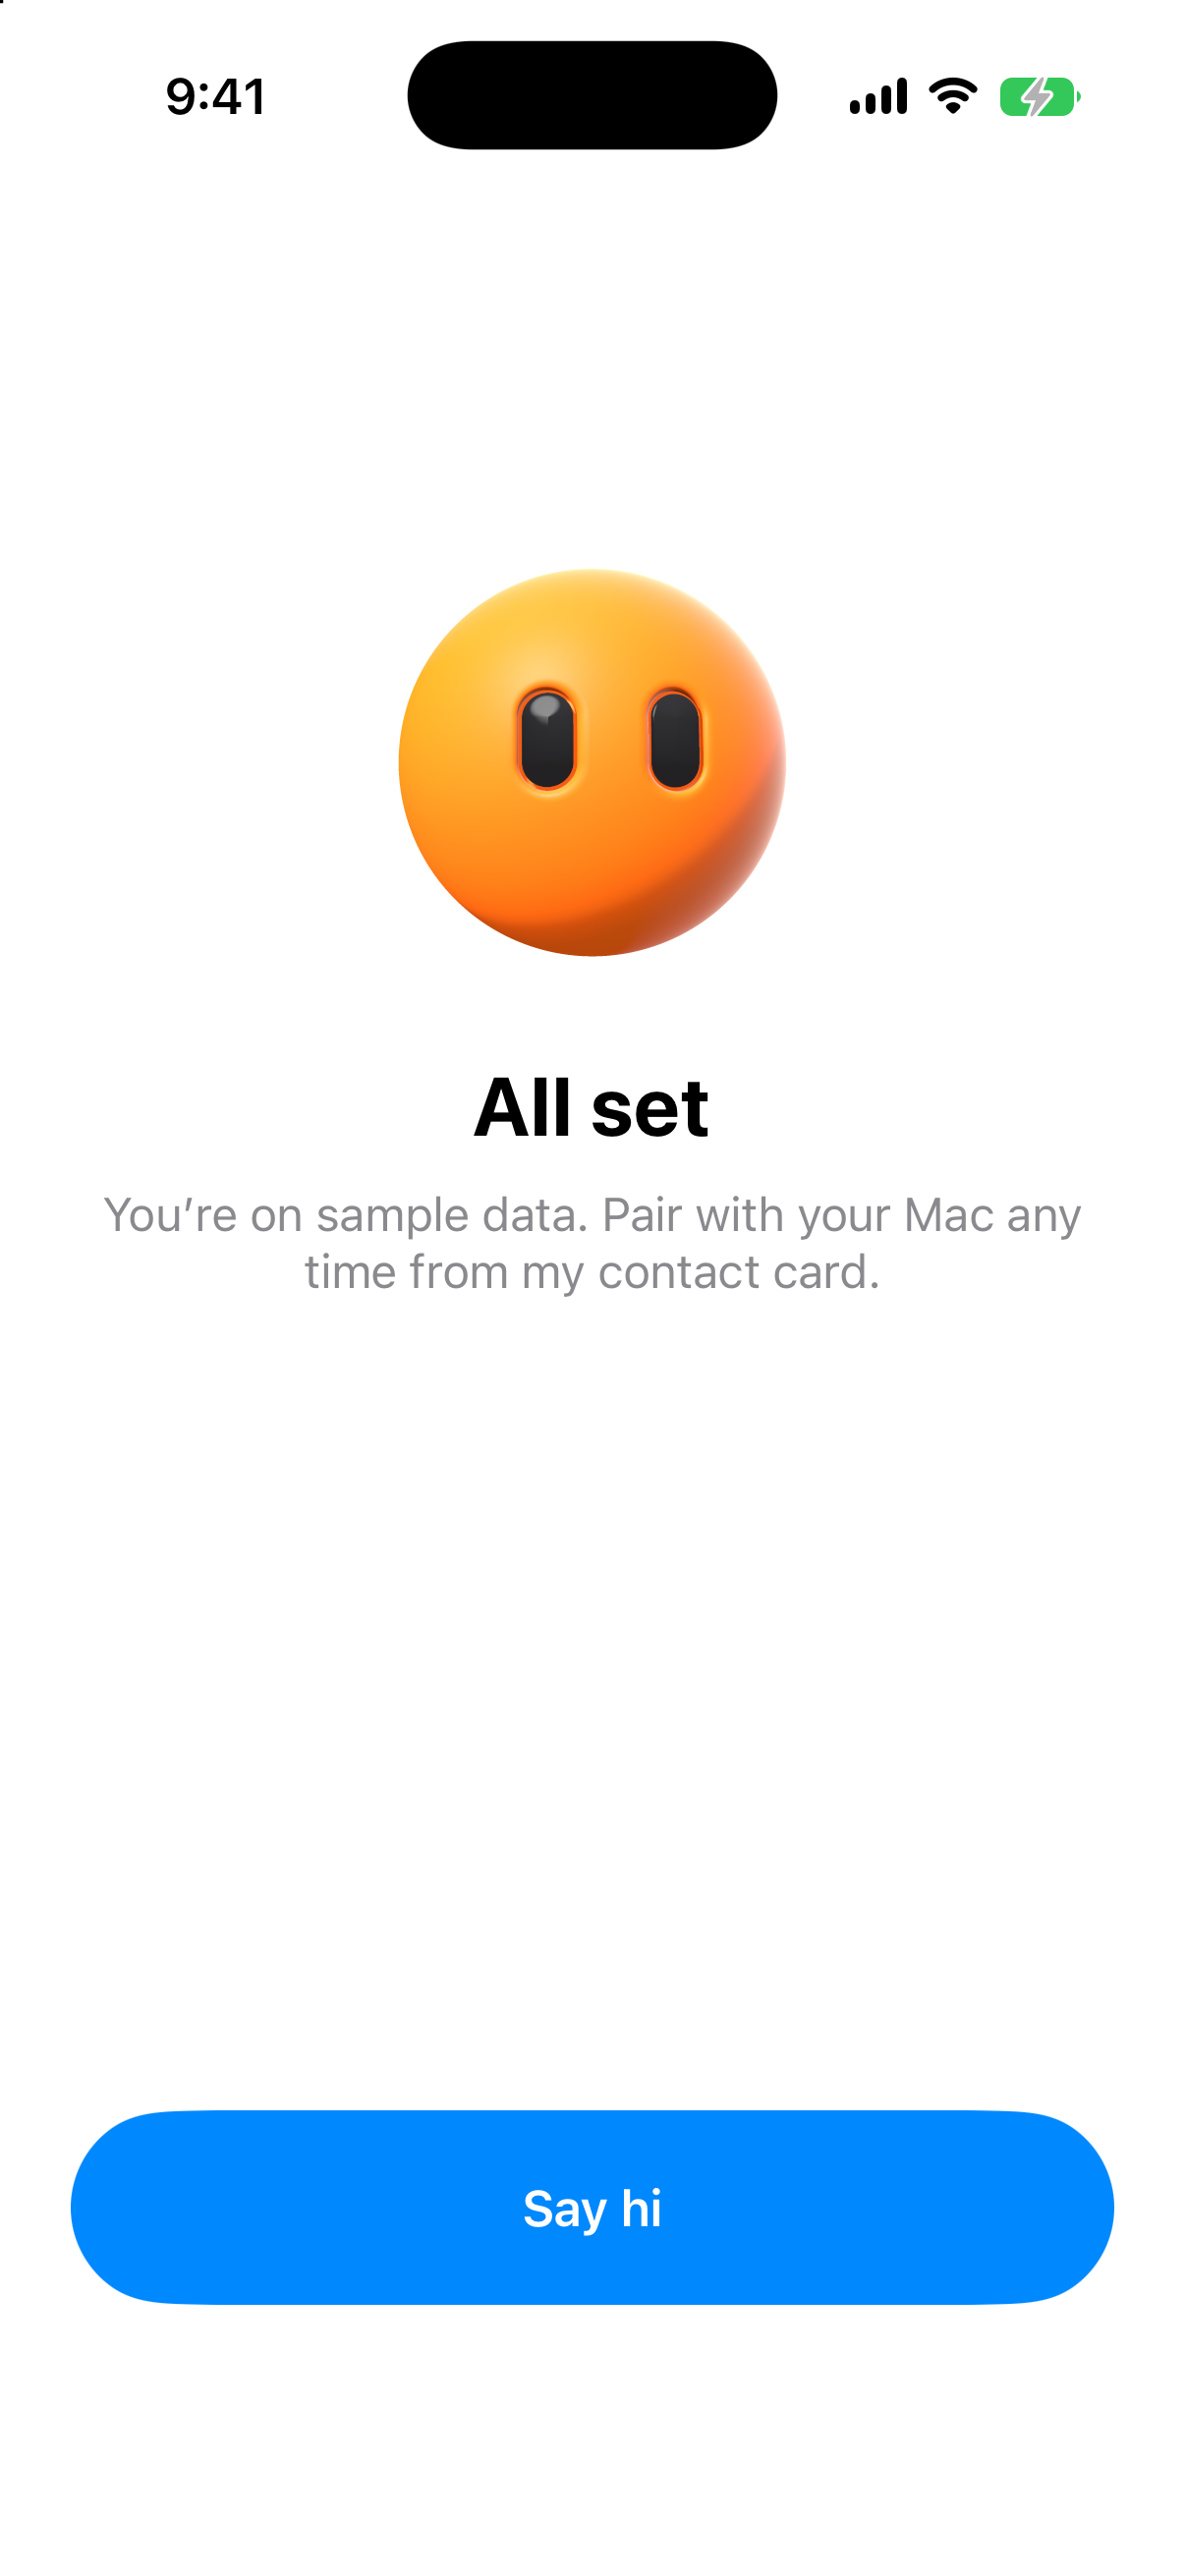 9:41
All set
You’re on sample data. Pair with your Mac any
time from my contact card.
Say hi